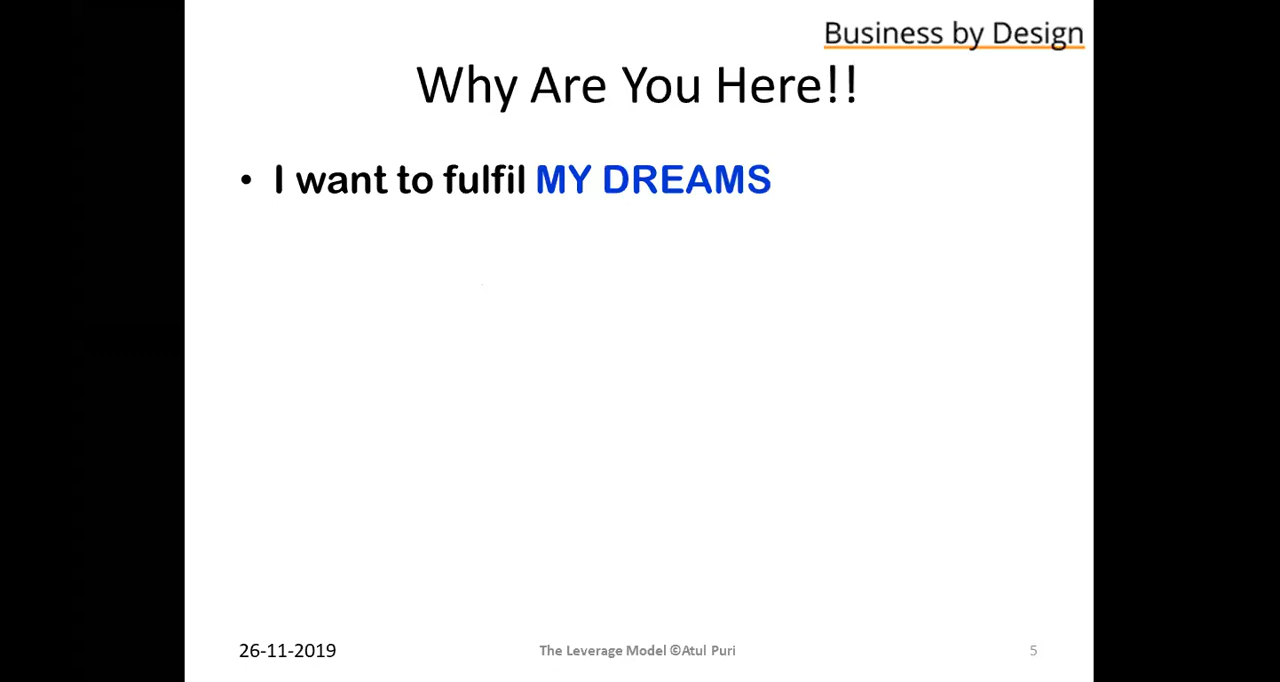 Business by Design
Why Are You Here!!
• I want to fulfil MY DREAMS
26-11-2019
The Leverage Model ©Atul Puri
5